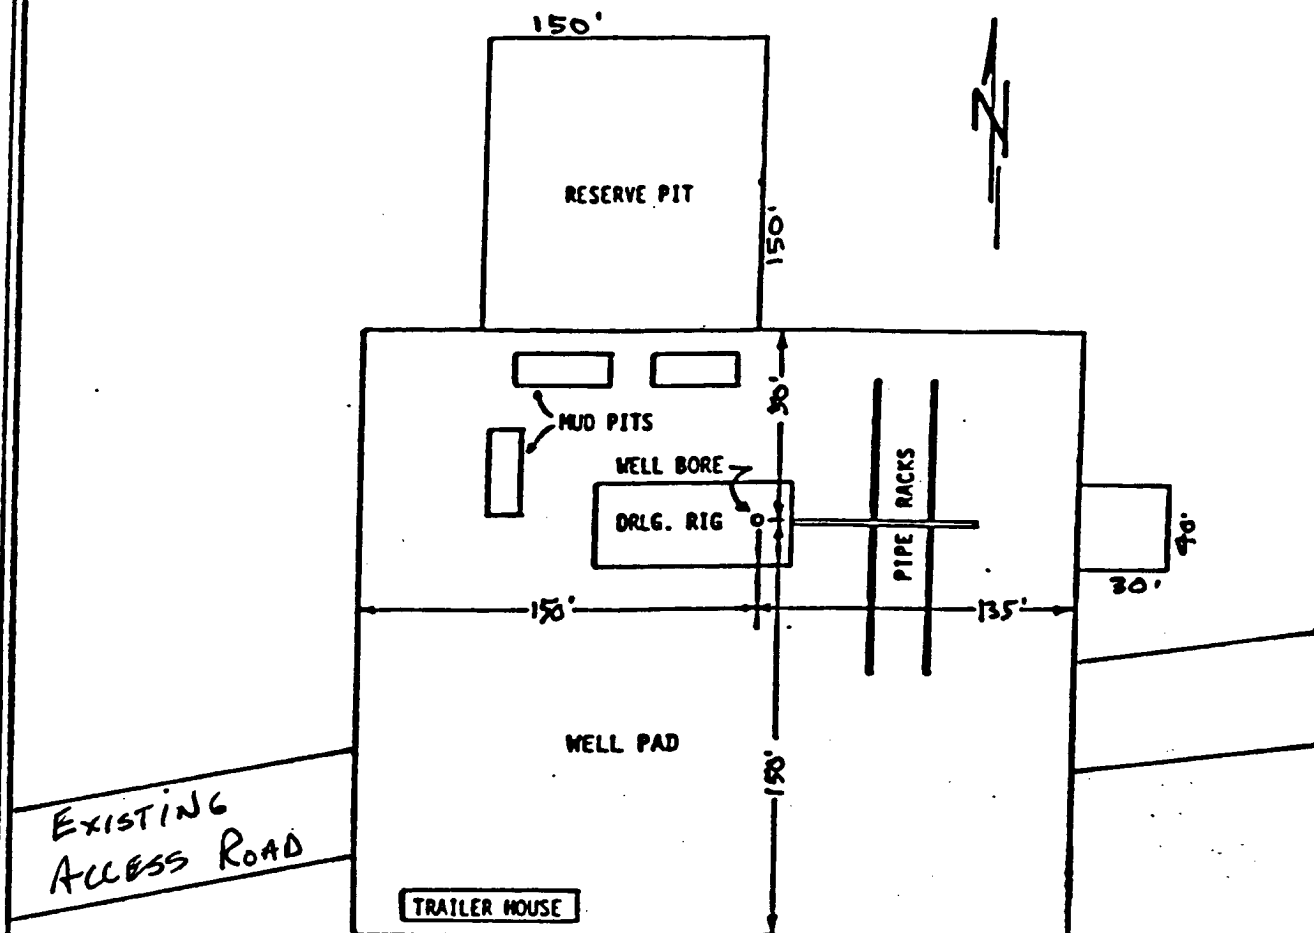 150'
N
RESERVE PIT
150'
MUD PITS
WELL BORE
DRLG. RIG
PIPE RACKS
40'
30'
150'
135'
WELL PAD
150'
EXISTING
ACCESS ROAD
TRAILER HOUSE